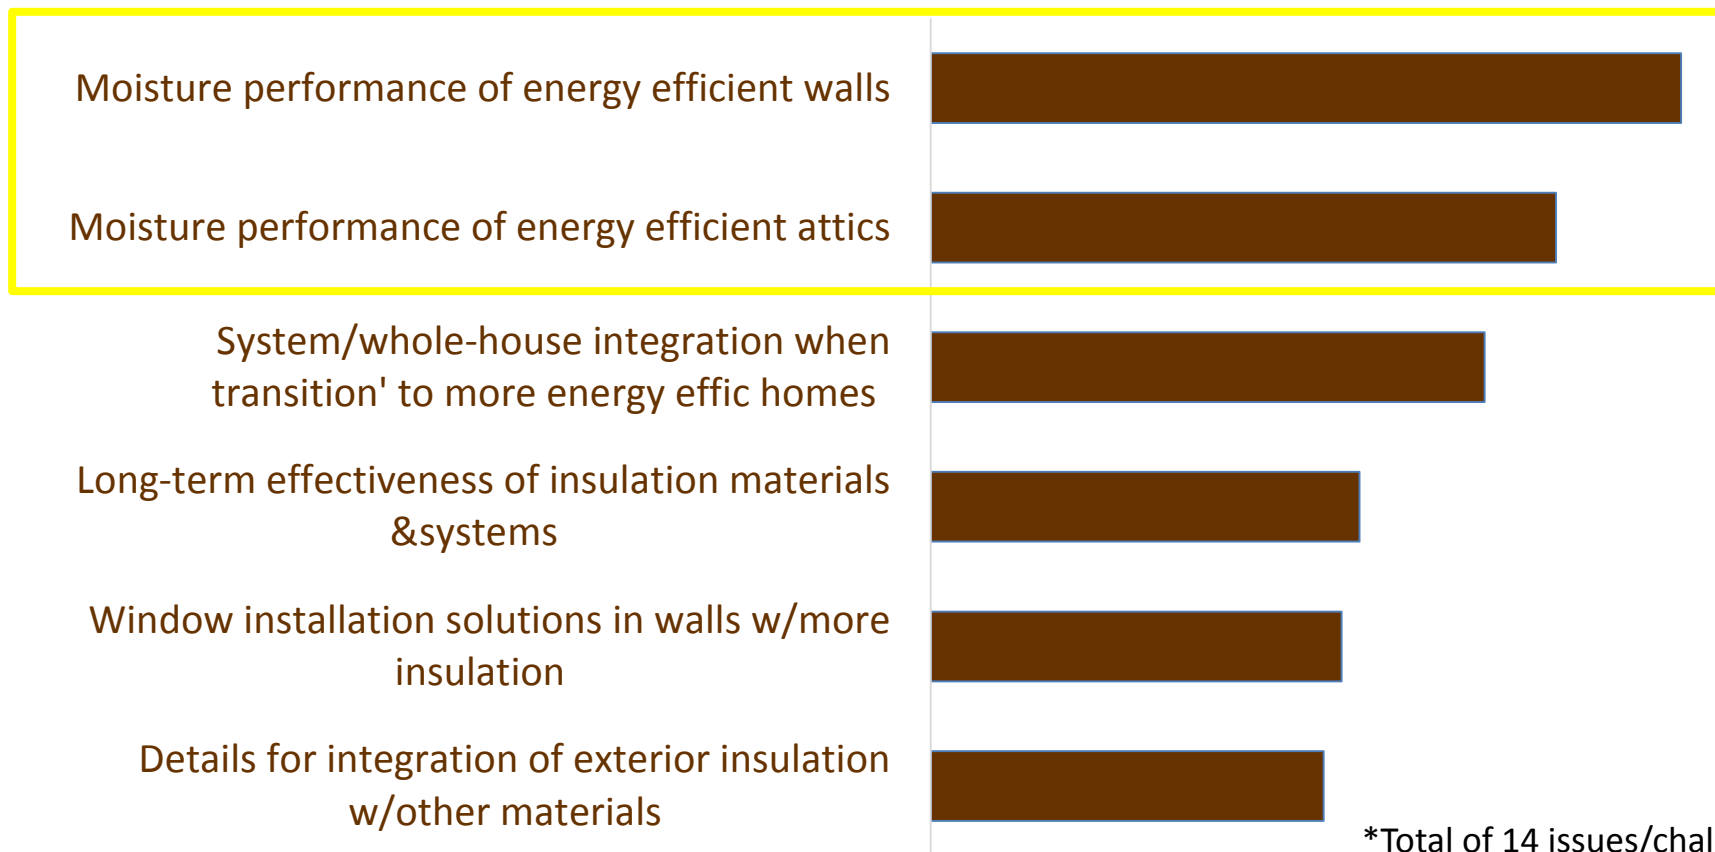 Moisture performance of energy efficient walls
Moisture performance of energy efficient attics
System/whole-house integration when
transition' to more energy effic homes
Long-term effectiveness of insulation materials
&systems
Window installation solutions in walls w/more
insulation
Details for integration of exterior insulation
w/other materials
*Total of 14 issues/chal